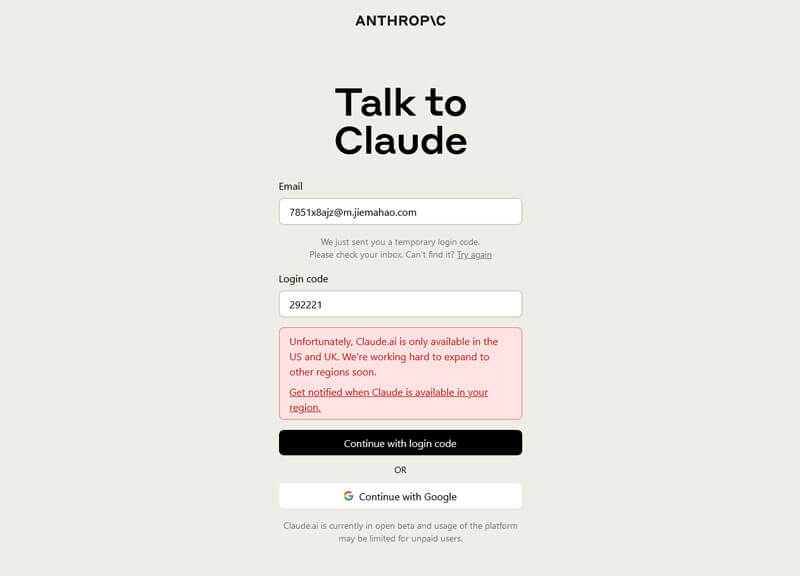 ANTHROP\C
Talk to
Claude
Email
7851x8ajz@m.jiemahao.com
We just sent you a temporary login code.
Please check your inbox. Can't find it? Try again
Login code
292221
Unfortunately, Claude.ai is only available in the
US and UK. We're working hard to expand to
other regions soon.
Get notified when Claude is available in your
region.
Continue with login code
OR
Continue with Google
Claude.ai is currently in open beta and usage of the platform
may be limited for unpaid users.